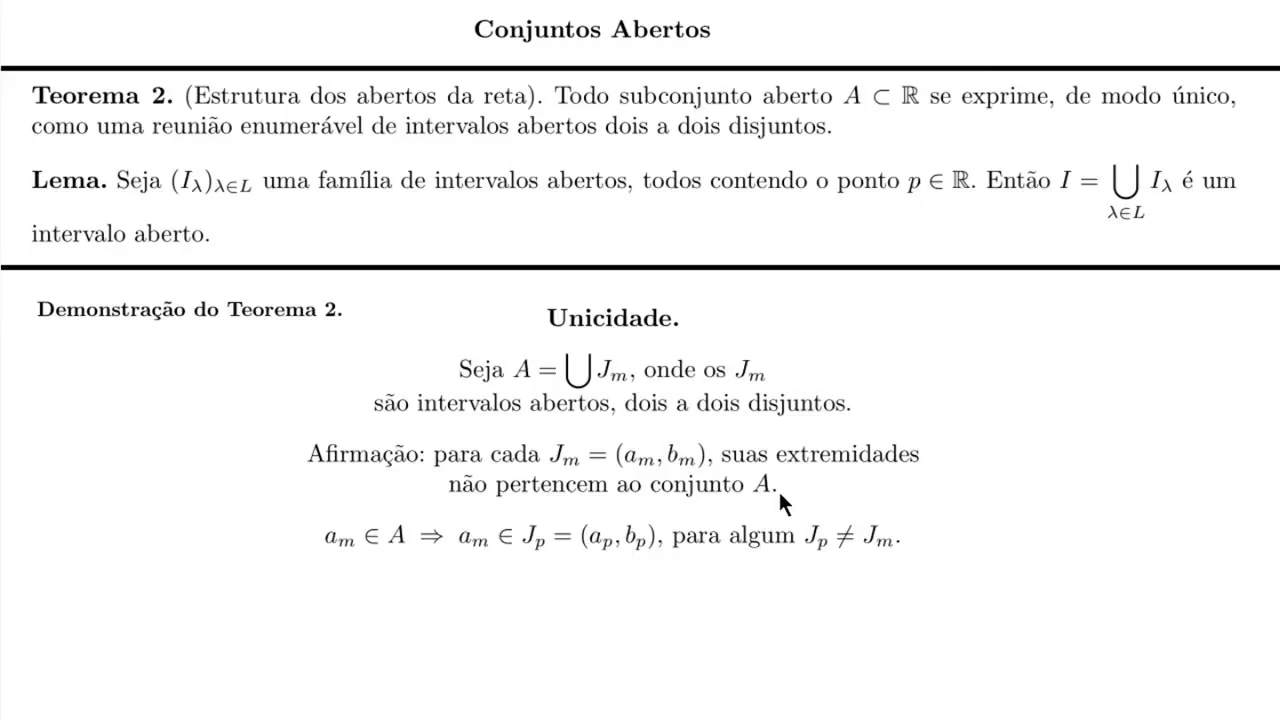 Conjuntos Abertos
Teorema 2. (Estrutura dos abertos da reta). Todo subconjunto aberto A ⊂ ℝ se exprime, de modo único,
como uma reunião enumerável de intervalos abertos dois a dois disjuntos.
Lema. Seja (I_λ)_{λ∈L} uma família de intervalos abertos, todos contendo o ponto p ∈ ℝ. Então I = ⋃_{λ∈L} I_λ é um
intervalo aberto.
Demonstração do Teorema 2.
Unicidade.
Seja A = ⋃ J_m, onde os J_m
são intervalos abertos, dois a dois disjuntos.
Afirmação: para cada J_m = (a_m, b_m), suas extremidades
não pertencem ao conjunto A.
a_m ∈ A ⇒ a_m ∈ J_p = (a_p, b_p), para algum J_p ≠ J_m.